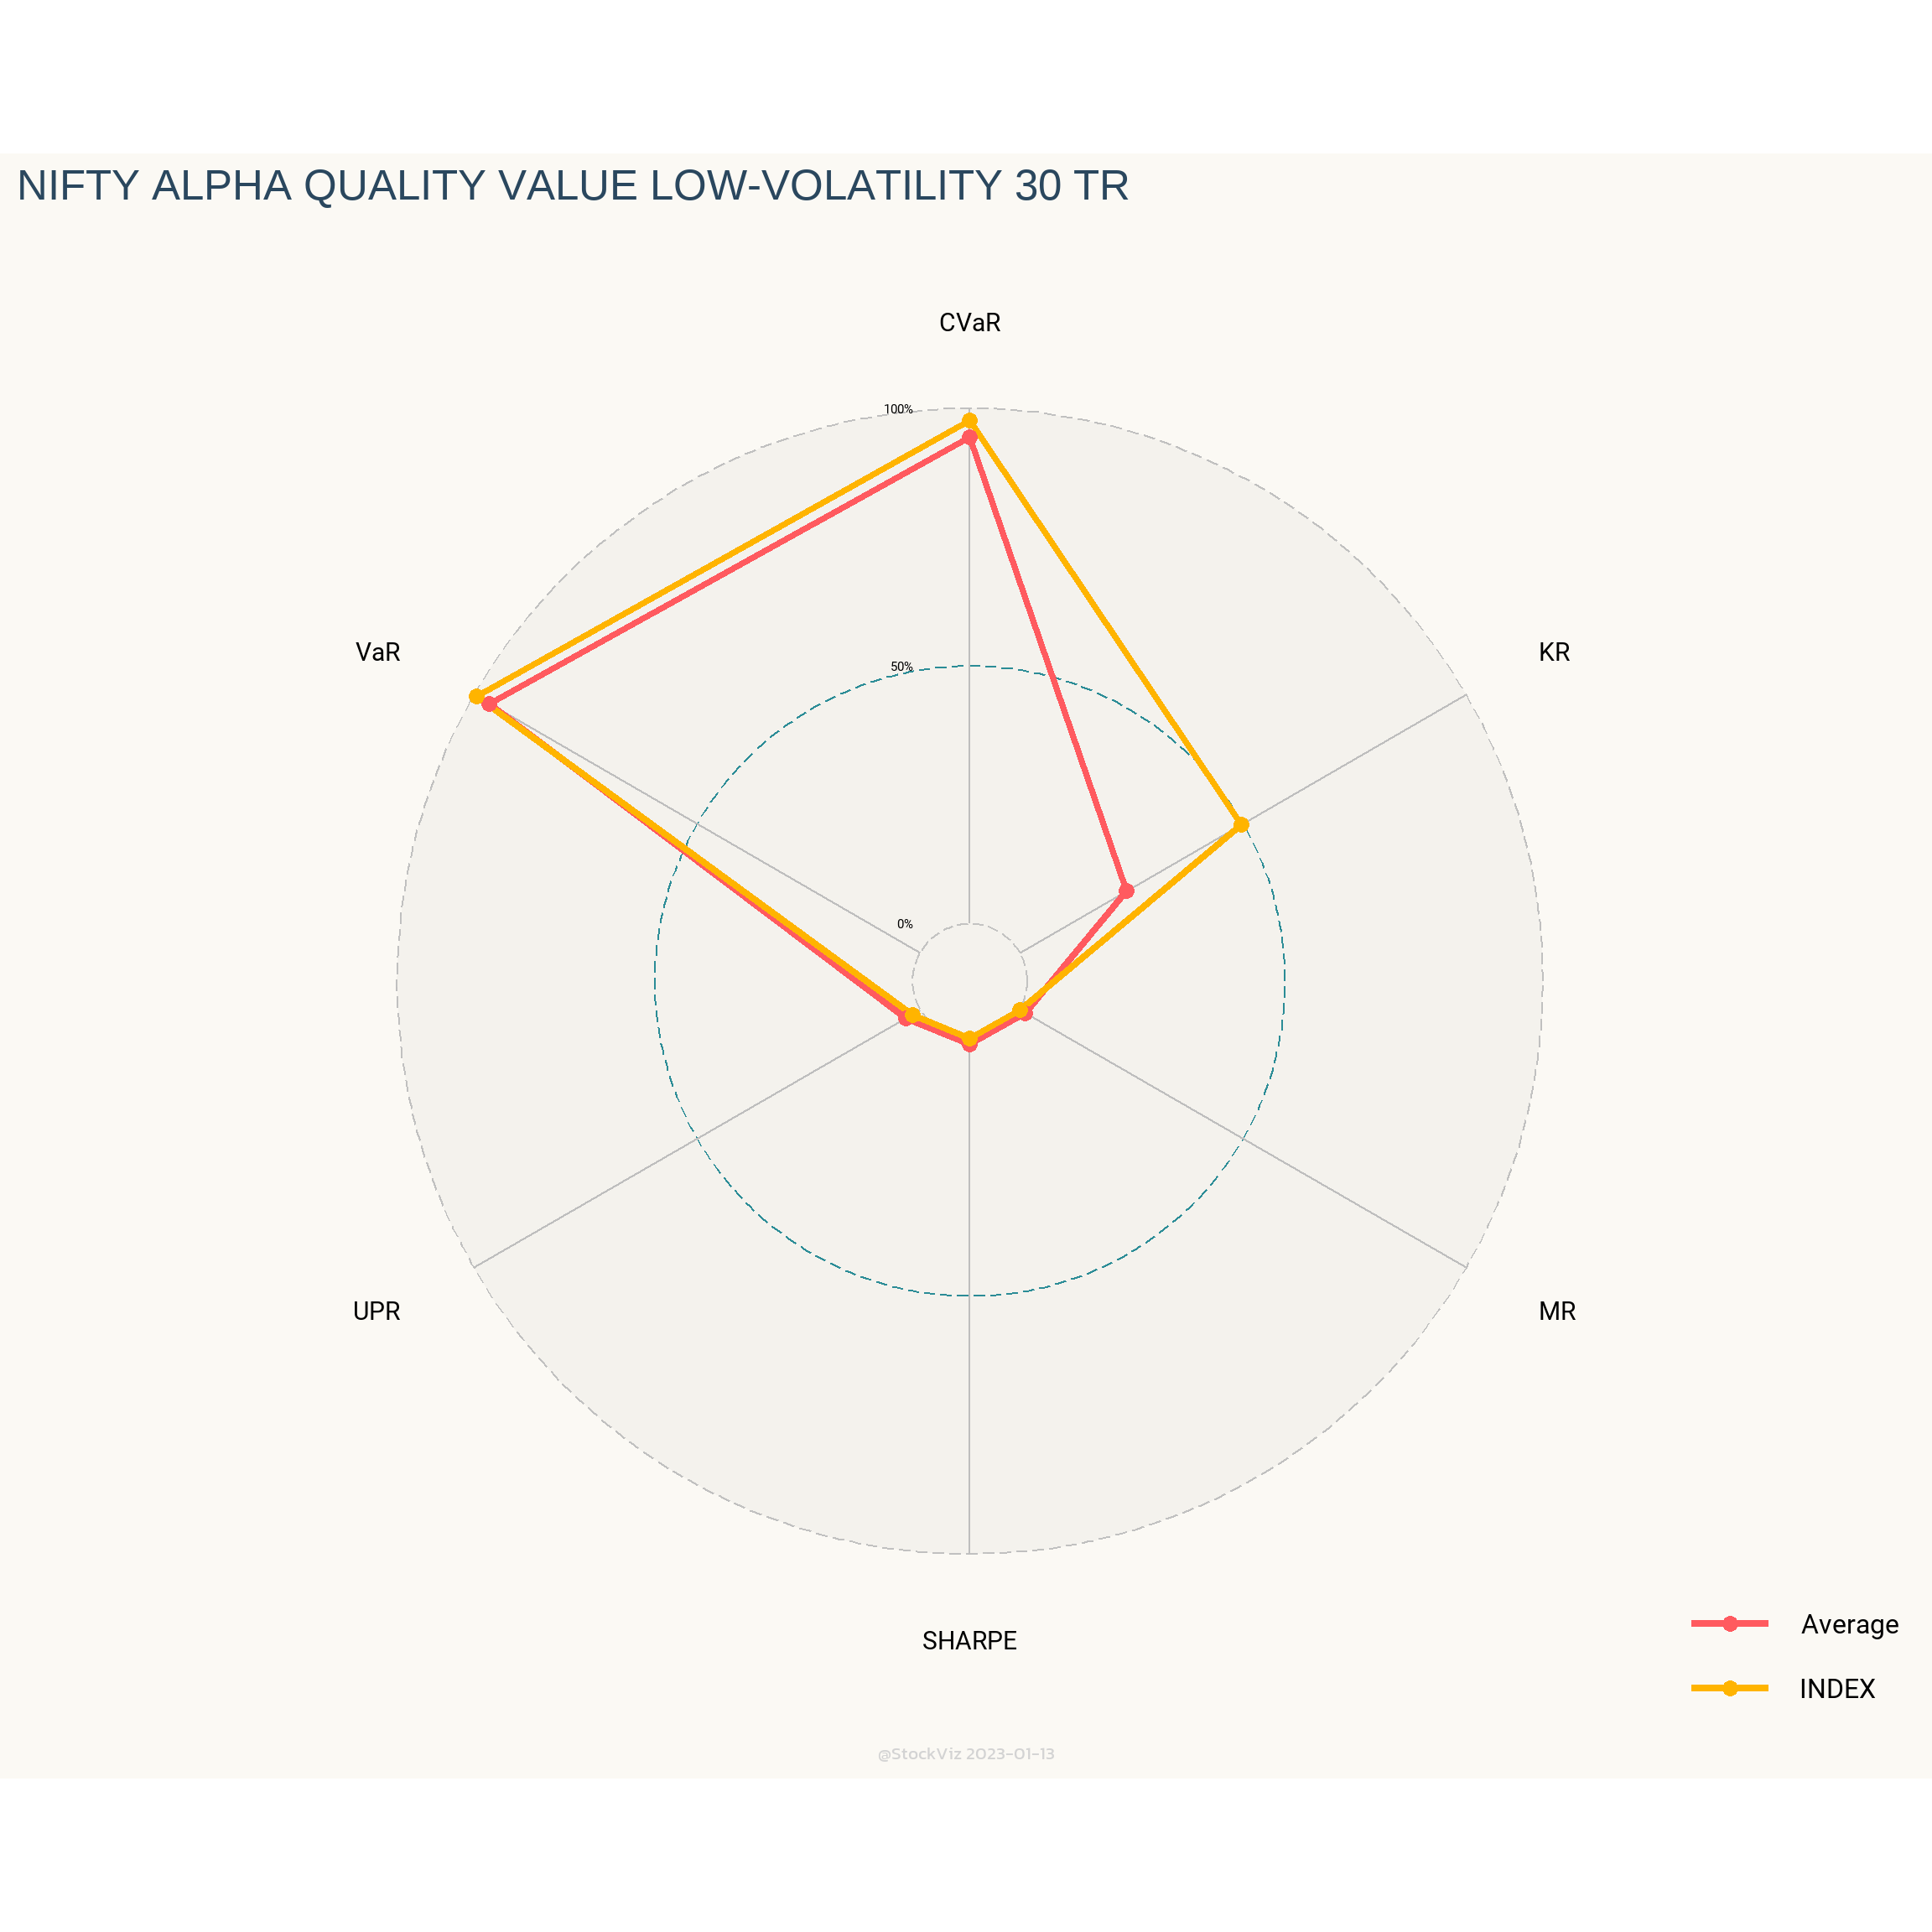 NIFTY ALPHA QUALITY VALUE LOW-VOLATILITY 30 TR
CVaR
100%
VaR
KR
50%
0%
UPR
MR
SHARPE
Average
INDEX
@StockViz 2023-01-13